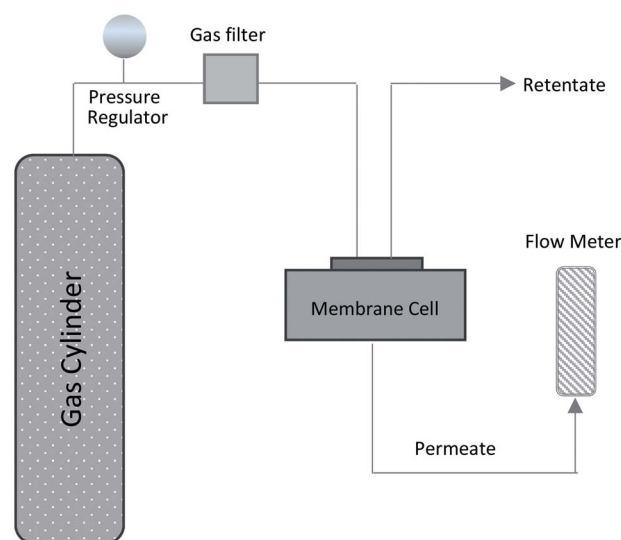 Gas filter
Pressure
Regulator
Retentate
Gas Cylinder
Flow Meter
Membrane Cell
Permeate